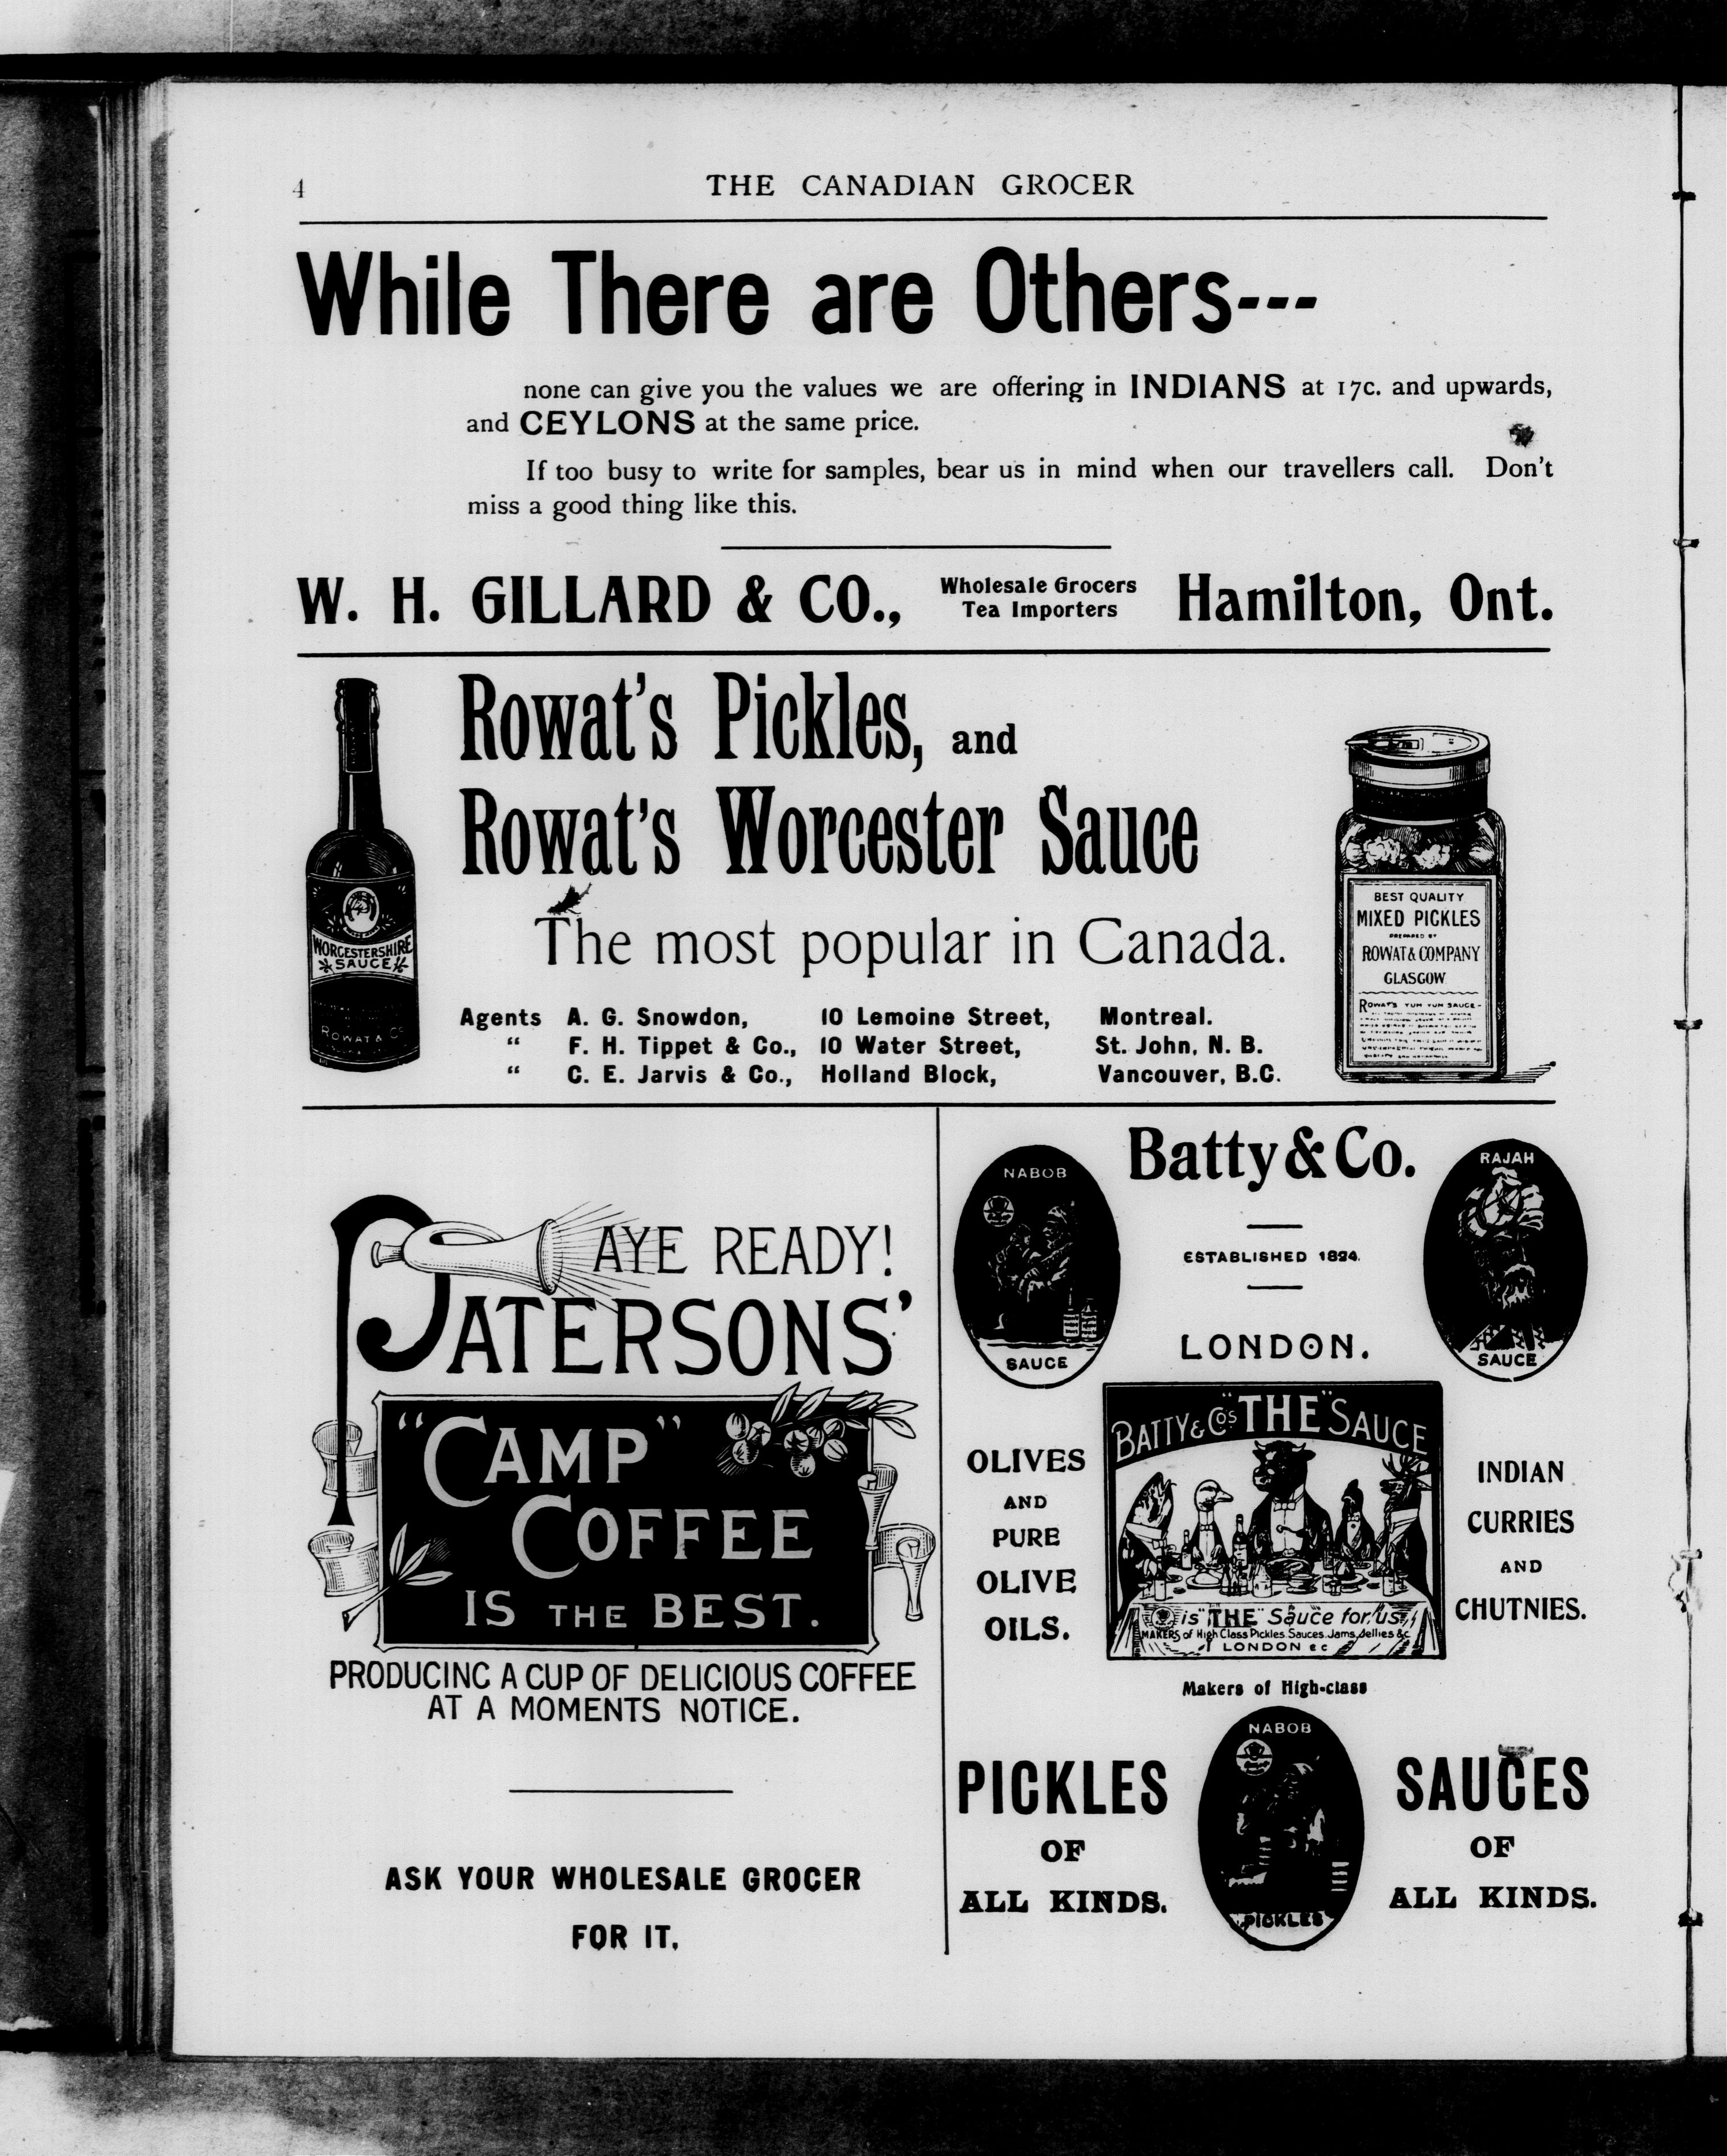 4
THE CANADIAN GROCER
While There are Others---
none can give you the values we are offering in INDIANS at 17c. and upwards,
and CEYLONS at the same price.
If too busy to write for samples, bear us in mind when our travellers call. Don't
miss a good thing like this.
W. H. GILLARD & CO.,
Wholesale Grocers
Tea Importers
Hamilton, Ont.
Rowat's Pickles, and
Rowat's Worcester Sauce
The most popular in Canada.
Agents A. G. Snowdon, 10 Lemoine Street, Montreal.
" F. H. Tippet & Co., 10 Water Street, St. John, N. B.
" C. E. Jarvis & Co., Holland Block, Vancouver, B.C.
WORCESTERSHIRE
SAUCE
ROWAT & Co
BEST QUALITY
MIXED PICKLES
PREPARED BY
ROWAT & COMPANY
GLASGOW
ROWAT'S YUM YUM SAUCE
AYE READY!
PATERSONS'
"CAMP"
COFFEE
IS THE BEST.
PRODUCING A CUP OF DELICIOUS COFFEE
AT A MOMENTS NOTICE.
ASK YOUR WHOLESALE GROCER
FOR IT.
Batty & Co.
ESTABLISHED 1824.
LONDON.
NABOB
SAUCE
RAJAH
SAUCE
OLIVES
AND
PURE
OLIVE
OILS.
BATTY & Co's "THE" SAUCE
is "THE" Sauce for us
MAKERS of High Class Pickles. Sauces. Jams, Jellies &c
LONDON EC
INDIAN
CURRIES
AND
CHUTNIES.
Makers of High-class
PICKLES
OF
ALL KINDS.
NABOB
PICKLES
SAUCES
OF
ALL KINDS.